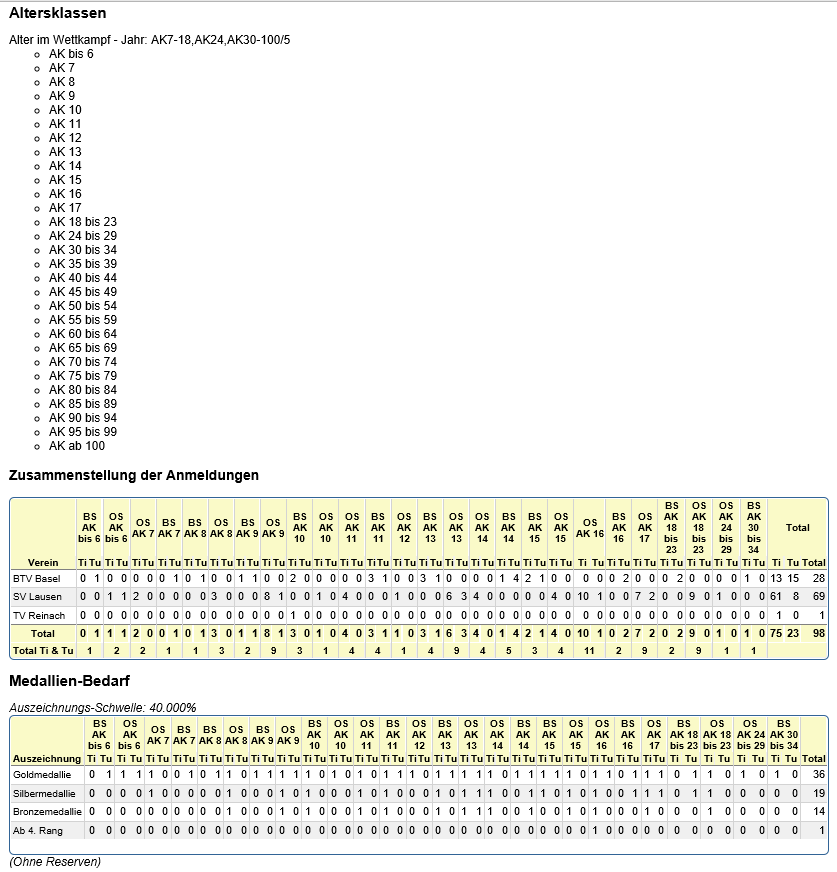 Altersklassen
Alter im Wettkampf - Jahr: AK7-18,AK24,AK30-100/5
AK bis 6
AK 7
AK 8
AK 9
AK 10
AK 11
AK 12
AK 13
AK 14
AK 15
AK 16
AK 17
AK 18 bis 23
AK 24 bis 29
AK 30 bis 34
AK 35 bis 39
AK 40 bis 44
AK 45 bis 49
AK 50 bis 54
AK 55 bis 59
AK 60 bis 64
AK 65 bis 69
AK 70 bis 74
AK 75 bis 79
AK 80 bis 84
AK 85 bis 89
AK 90 bis 94
AK 95 bis 99
AK ab 100
Zusammenstellung der Anmeldungen
Verein BS AK bis 6 OS AK bis 6 OS AK 7 BS AK 7 BS AK 8 OS AK 8 BS AK 9 OS AK 9 BS AK 10 OS AK 10 OS AK 11 BS AK 11 OS AK 12 BS AK 13 OS AK 13 OS AK 14 BS AK 14 BS AK 15 OS AK 15 OS AK 16 BS AK 16 OS AK 17 BS AK 18 bis 23 OS AK 18 bis 23 OS AK 24 bis 29 BS AK 30 bis 34 Total
Ti Tu Ti Tu Ti Tu Ti Tu Ti Tu Ti Tu Ti Tu Ti Tu Ti Tu Ti Tu Ti Tu Ti Tu Ti Tu Ti Tu Ti Tu Ti Tu Ti Tu Ti Tu Ti Tu Ti Tu Ti Tu Ti Tu Ti Tu Ti Tu Ti Tu Ti Tu Ti Tu Total
BTV Basel 0 1 0 0 0 0 0 1 0 1 0 0 1 1 0 0 2 0 0 0 0 0 3 1 0 0 3 1 0 0 0 0 1 4 2 1 0 0 0 0 0 2 0 0 0 2 0 0 0 0 1 0 13 15 28
SV Lausen 0 0 1 1 2 0 0 0 0 0 3 0 0 0 8 1 0 0 1 0 4 0 0 0 1 0 0 0 6 3 4 0 0 0 0 0 4 0 10 1 0 0 7 2 0 0 9 0 1 0 0 0 61 8 69
TV Reinach 0 0 0 0 0 0 0 0 0 0 0 0 0 0 0 0 1 0 0 0 0 0 0 0 0 0 0 0 0 0 0 0 0 0 0 0 0 0 0 0 0 0 0 0 0 0 0 0 0 0 0 0 1 0 1
Total 0 1 1 1 2 0 0 1 0 1 3 0 1 1 8 1 3 0 1 0 4 0 3 1 1 0 3 1 6 3 4 0 1 4 2 1 4 0 10 1 0 2 7 2 0 2 9 0 1 0 1 0 75 23 98
Total Ti & Tu 1 2 2 1 1 3 2 9 3 1 4 4 1 4 9 4 5 3 4 11 2 9 2 9 1 1
Medallien-Bedarf
Auszeichnungs-Schwelle: 40.000%
Auszeichnung BS AK bis 6 OS AK bis 6 OS AK 7 BS AK 7 BS AK 8 OS AK 8 BS AK 9 OS AK 9 BS AK 10 OS AK 10 OS AK 11 BS AK 11 OS AK 12 BS AK 13 OS AK 13 OS AK 14 BS AK 14 BS AK 15 OS AK 15 OS AK 16 BS AK 16 OS AK 17 BS AK 18 bis 23 OS AK 18 bis 23 OS AK 24 bis 29 BS AK 30 bis 34
Ti Tu Ti Tu Ti Tu Ti Tu Ti Tu Ti Tu Ti Tu Ti Tu Ti Tu Ti Tu Ti Tu Ti Tu Ti Tu Ti Tu Ti Tu Ti Tu Ti Tu Ti Tu Ti Tu Ti Tu Ti Tu Ti Tu Ti Tu Ti Tu Ti Tu Ti Tu Total
Goldmedallie 0 1 1 1 1 0 0 1 0 1 1 0 1 1 1 1 1 0 1 0 1 0 1 1 1 0 1 1 1 1 1 0 1 1 1 1 1 0 1 1 0 1 1 1 0 1 1 0 1 0 1 0 36
Silbermedallie 0 0 0 0 1 0 0 0 0 0 1 0 0 0 1 0 1 0 0 0 1 0 1 0 0 0 1 0 1 1 1 0 0 1 1 0 1 0 1 0 0 1 1 1 0 1 1 0 0 0 0 0 19
Bronzemedallie 0 0 0 0 0 0 0 0 0 0 1 0 0 0 1 0 1 0 0 0 1 0 1 0 0 0 1 0 1 1 1 0 0 1 0 0 1 0 1 0 0 0 1 0 0 0 1 0 0 0 0 0 14
Ab 4. Rang 0 0 0 0 0 0 0 0 0 0 0 0 0 0 0 0 0 0 0 0 0 0 0 0 0 0 0 0 0 0 0 0 0 0 0 0 0 0 1 0 0 0 0 0 0 0 0 0 0 0 0 0 1
(Ohne Reserven)